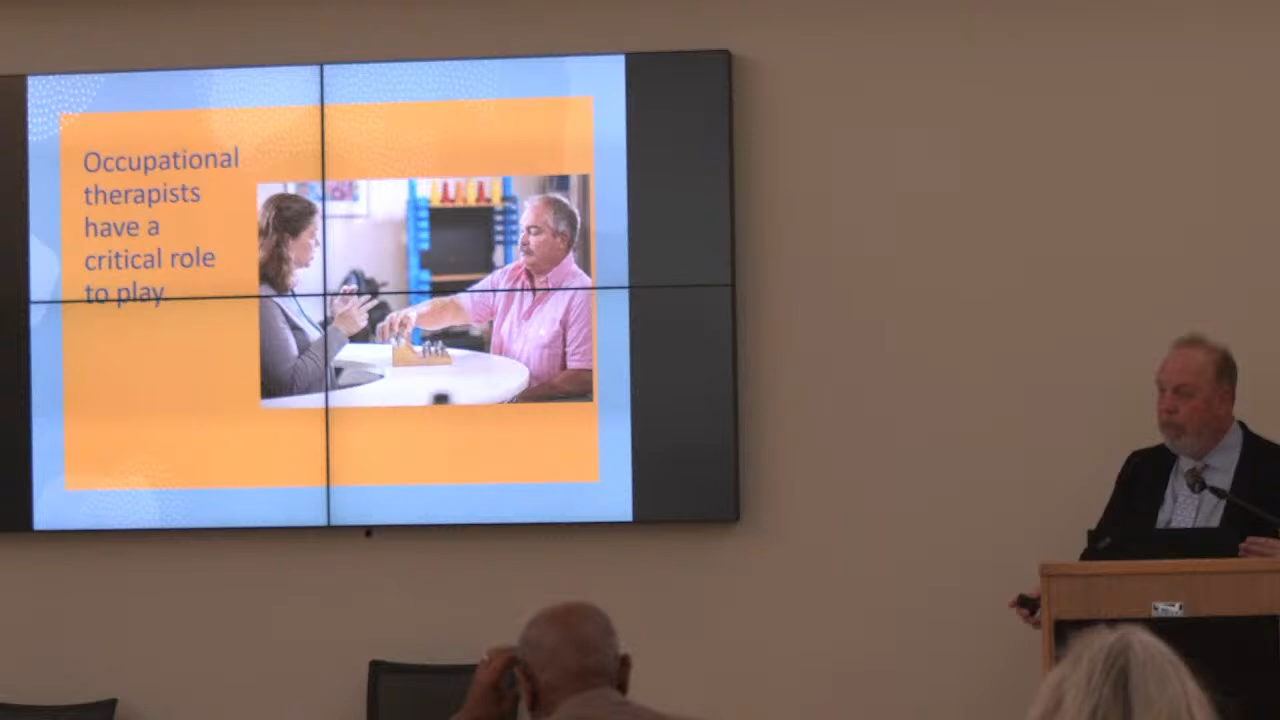 Occupational
therapists
have a
critical role
to play.